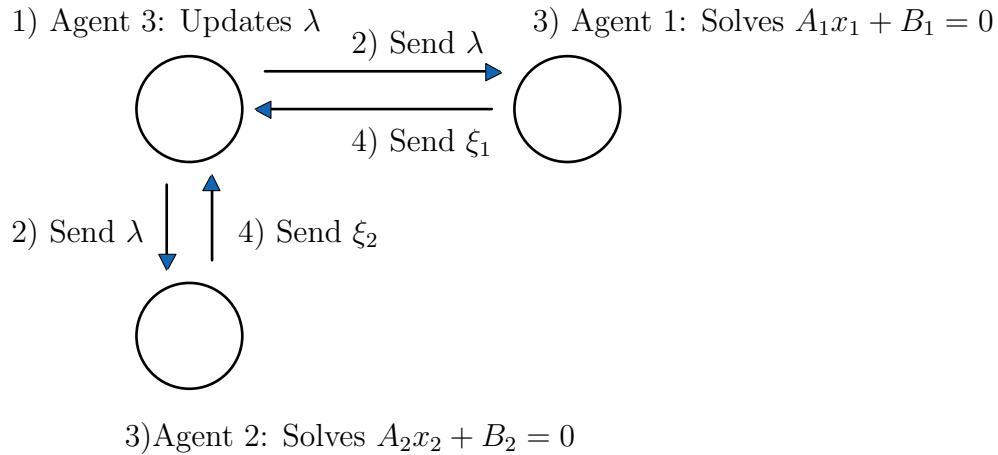 1) Agent 3: Updates λ
3) Agent 1: Solves A₁x₁ + B₁ = 0
2) Send λ
4) Send ξ₁
2) Send λ
4) Send ξ₂
3)Agent 2: Solves A₂x₂ + B₂ = 0